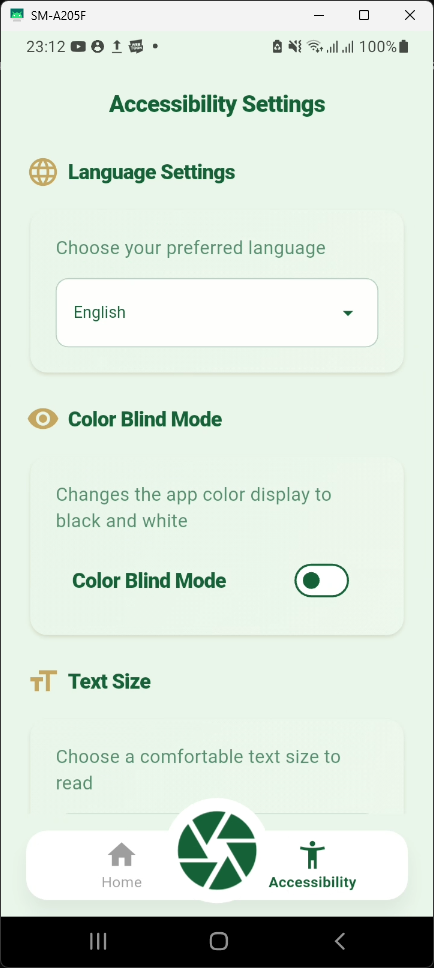 SM-A205F
23:12
100%
Accessibility Settings
Language Settings
Choose your preferred language
English
Color Blind Mode
Changes the app color display to
black and white
Color Blind Mode
Text Size
Choose a comfortable text size to
read
Home
Accessibility